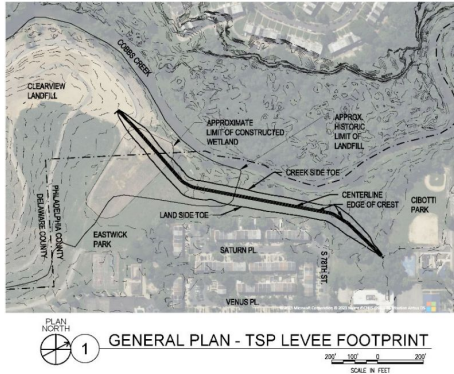 COBBS CREEK
CLEARVIEW
LANDFILL
APPROXIMATE
LIMIT OF CONSTRUCTED
WETLAND
APPROX.
HISTORIC
LIMIT OF
LANDFILL
CREEK SIDE TOE
CENTERLINE
EDGE OF CREST
CIBOTTI
PARK
LAND SIDE TOE
PHILADELPHIA COUNTY
DELAWARE COUNTY
EASTWICK
PARK
SATURN PL.
S 78TH ST.
VENUS PL.
PLAN
NORTH
1
GENERAL PLAN - TSP LEVEE FOOTPRINT
200' 100' 0 200'
SCALE IN FEET